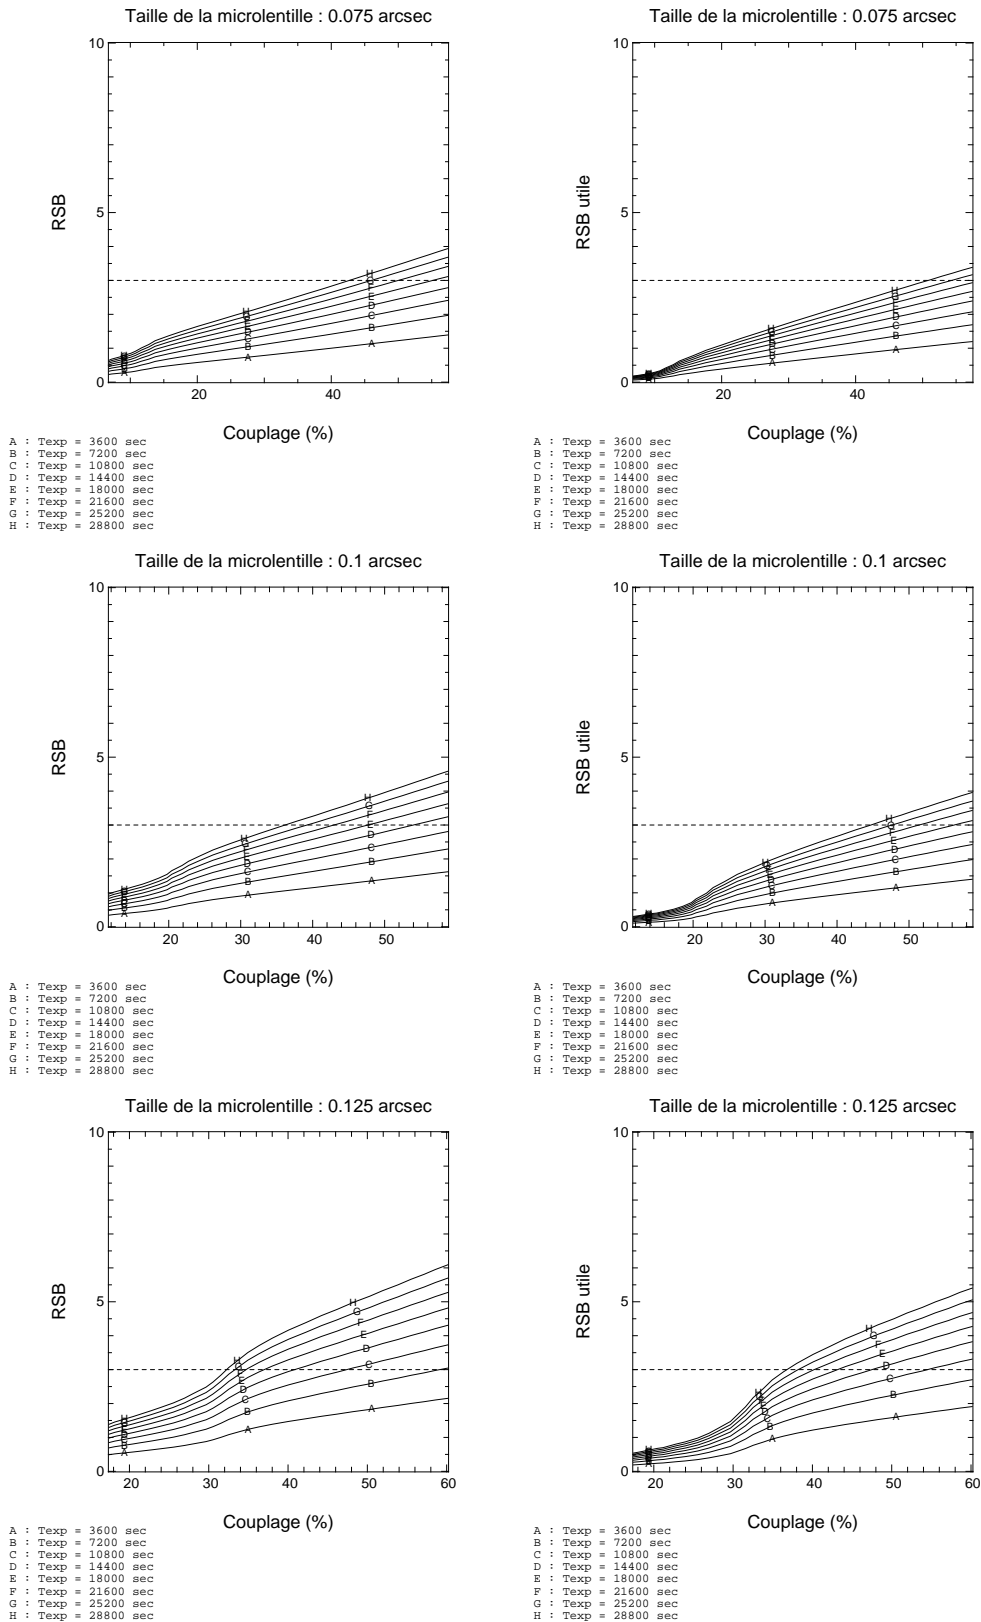 Taille de la microlentille : 0.075 arcsec
10
RSB
5
H
G
F
E
D
C
B
A
0
20
40
Couplage (%)
A : Texp = 3600 sec
B : Texp = 7200 sec
C : Texp = 10800 sec
D : Texp = 14400 sec
E : Texp = 18000 sec
F : Texp = 21600 sec
G : Texp = 25200 sec
H : Texp = 28800 sec
Taille de la microlentille : 0.075 arcsec
10
RSB utile
5
H
G
F
E
D
C
B
A
0
20
40
Couplage (%)
A : Texp = 3600 sec
B : Texp = 7200 sec
C : Texp = 10800 sec
D : Texp = 14400 sec
E : Texp = 18000 sec
F : Texp = 21600 sec
G : Texp = 25200 sec
H : Texp = 28800 sec
Taille de la microlentille : 0.1 arcsec
10
RSB
5
H
G
F
E
D
C
B
A
0
20
30
40
50
Couplage (%)
A : Texp = 3600 sec
B : Texp = 7200 sec
C : Texp = 10800 sec
D : Texp = 14400 sec
E : Texp = 18000 sec
F : Texp = 21600 sec
G : Texp = 25200 sec
H : Texp = 28800 sec
Taille de la microlentille : 0.1 arcsec
10
RSB utile
5
H
G
F
E
D
C
B
A
0
20
30
40
50
Couplage (%)
A : Texp = 3600 sec
B : Texp = 7200 sec
C : Texp = 10800 sec
D : Texp = 14400 sec
E : Texp = 18000 sec
F : Texp = 21600 sec
G : Texp = 25200 sec
H : Texp = 28800 sec
Taille de la microlentille : 0.125 arcsec
10
RSB
5
H
G
F
E
D
C
B
A
0
20
30
40
50
60
Couplage (%)
A : Texp = 3600 sec
B : Texp = 7200 sec
C : Texp = 10800 sec
D : Texp = 14400 sec
E : Texp = 18000 sec
F : Texp = 21600 sec
G : Texp = 25200 sec
H : Texp = 28800 sec
Taille de la microlentille : 0.125 arcsec
10
RSB utile
5
H
G
F
E
D
C
B
A
0
20
30
40
50
60
Couplage (%)
A : Texp = 3600 sec
B : Texp = 7200 sec
C : Texp = 10800 sec
D : Texp = 14400 sec
E : Texp = 18000 sec
F : Texp = 21600 sec
G : Texp = 25200 sec
H : Texp = 28800 sec